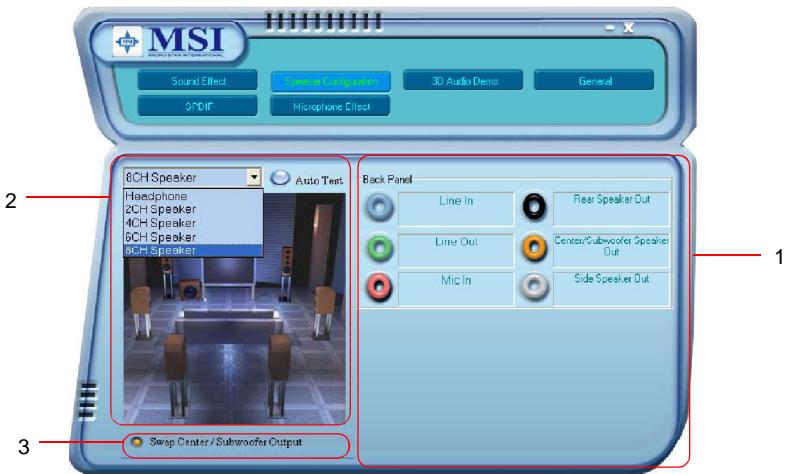 MSI
MICRO-STAR INTERNATIONAL
- X
Sound Effect
Speaker Configuration
3D Audio Demo
General
SPDIF
Microphone Effect
8CH Speaker
Auto Test
Headphone
2CH Speaker
4CH Speaker
6CH Speaker
8CH Speaker
Back Panel
Line In
Rear Speaker Out
Line Out
Center/Subwoofer Speaker
Out
Mic In
Side Speaker Out
Swap Center / Subwoofer Output
2
1
3